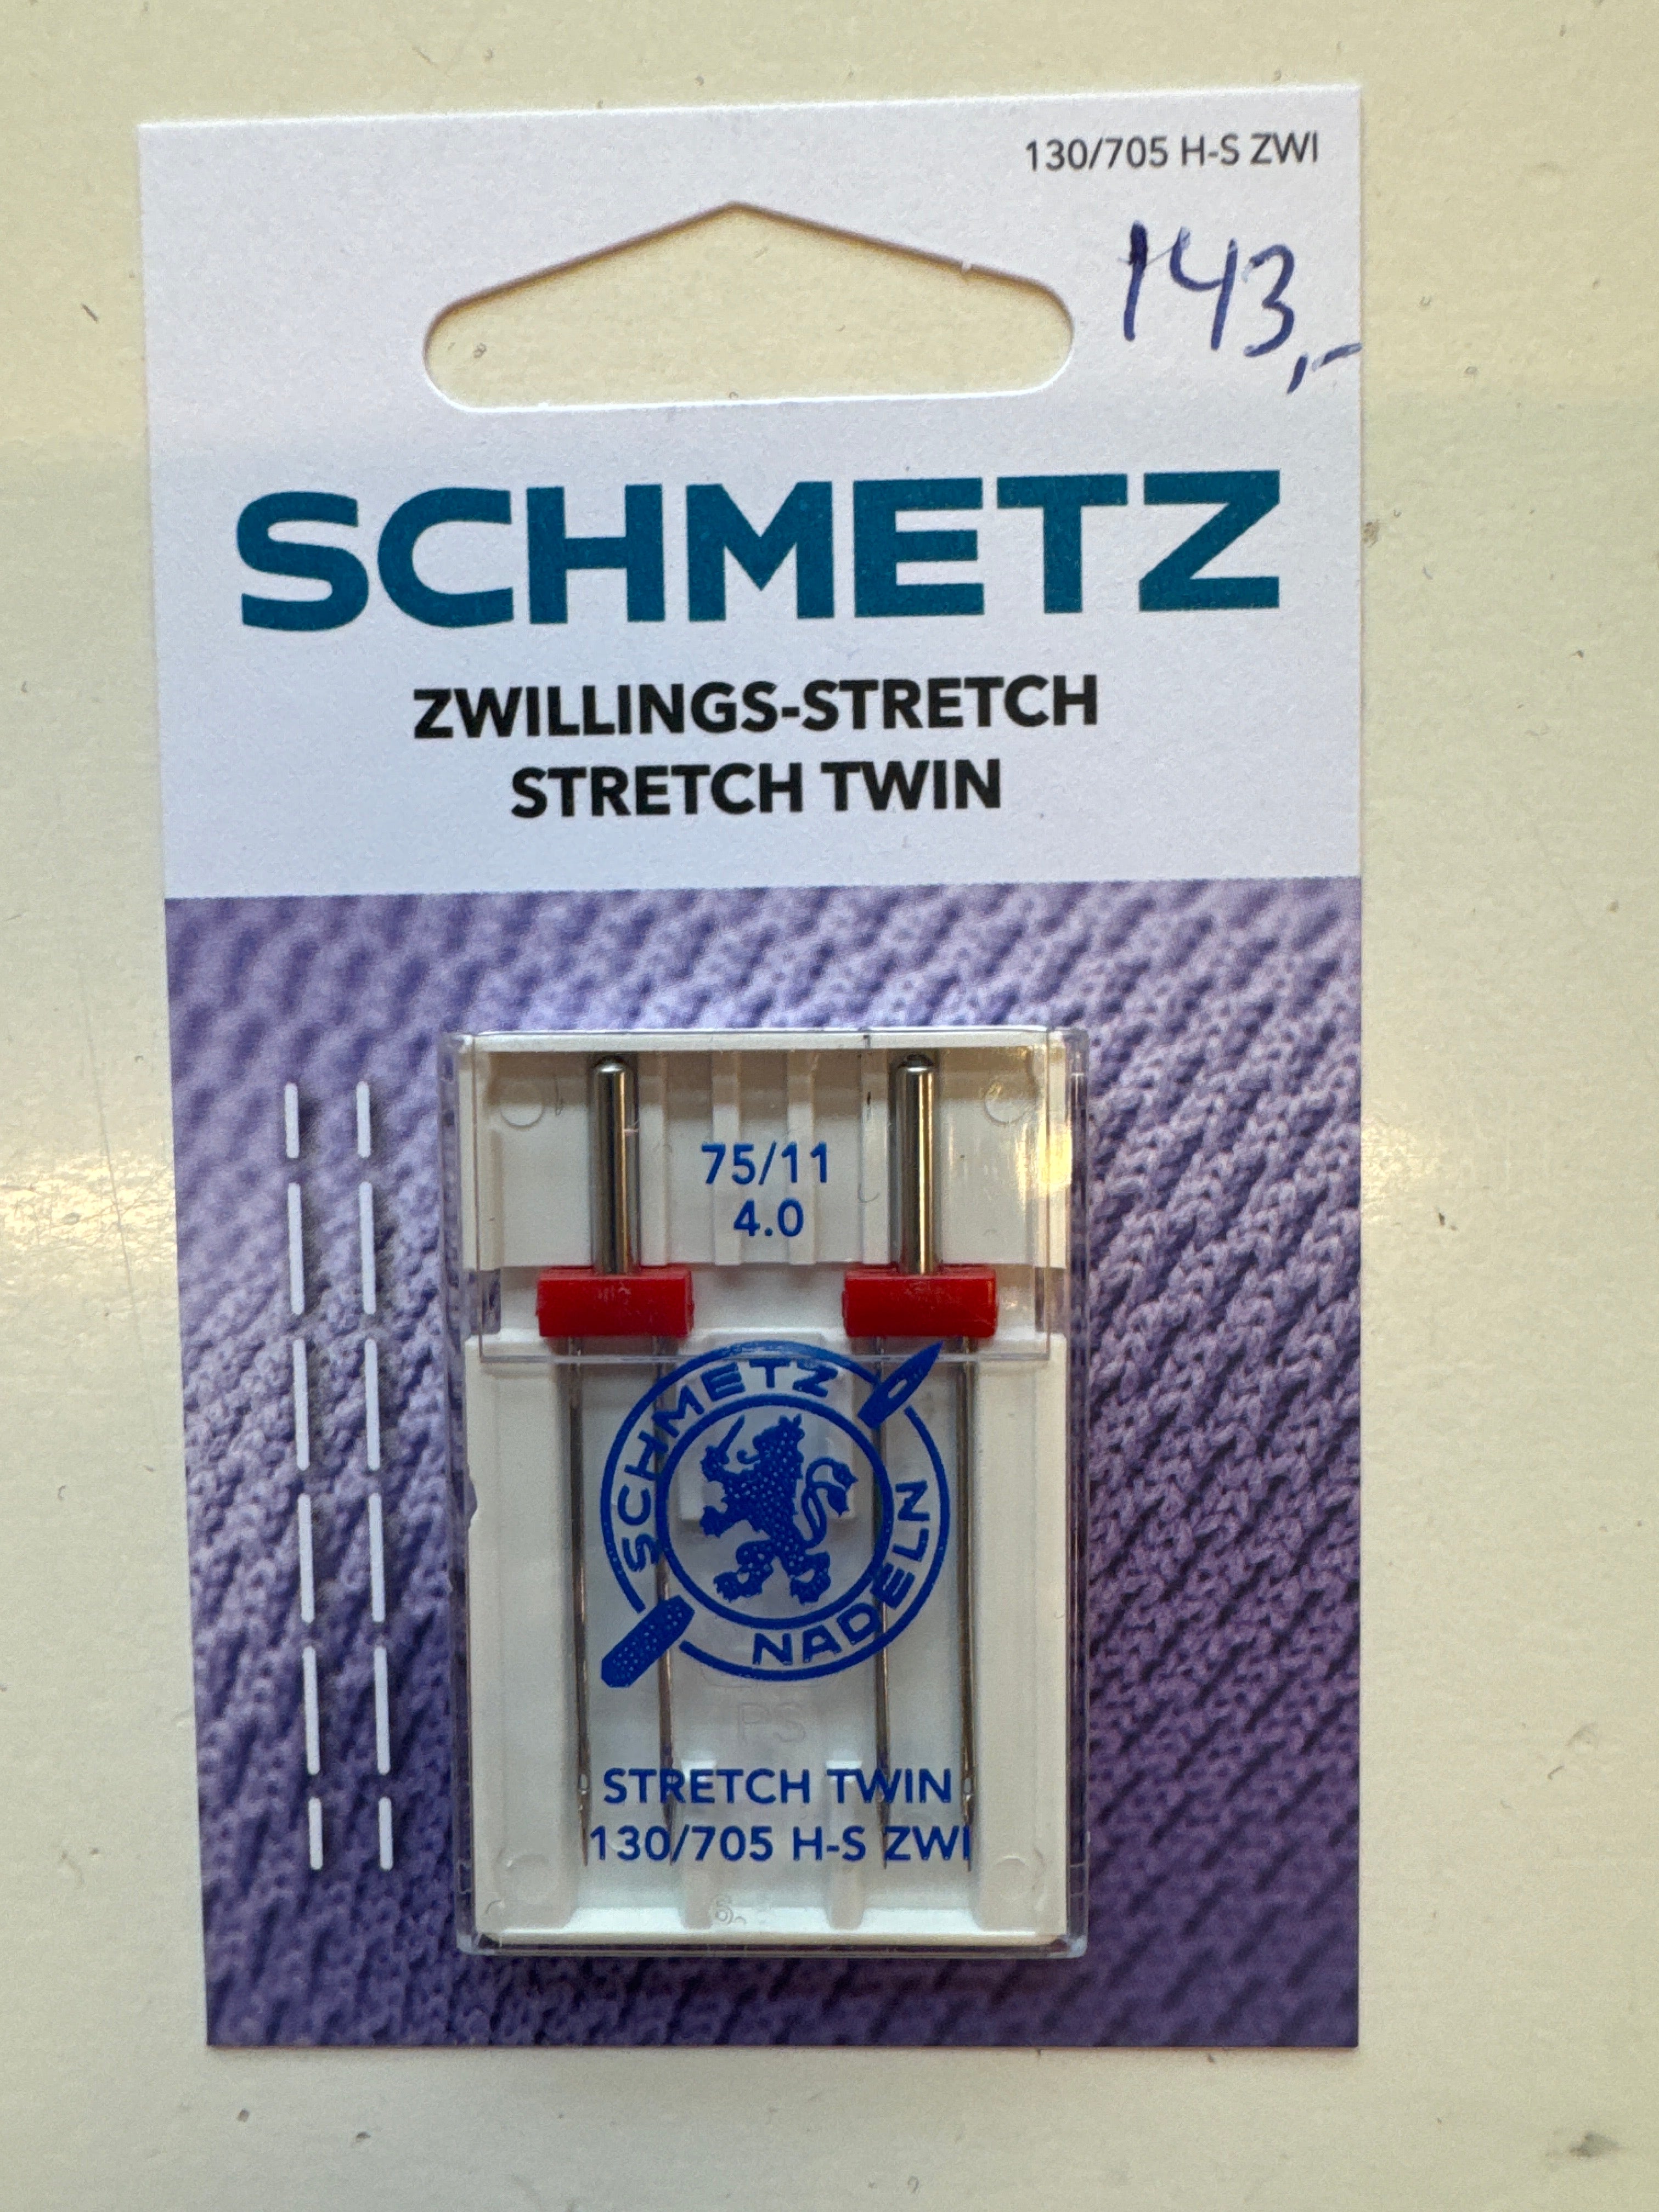 130/705 H-S ZWI
143,-
SCHMETZ
ZWILLINGS-STRETCH
STRETCH TWIN
75/11
4.0
SCHMETZ
NADELN
PS
STRETCH TWIN
130/705 H-S ZWI